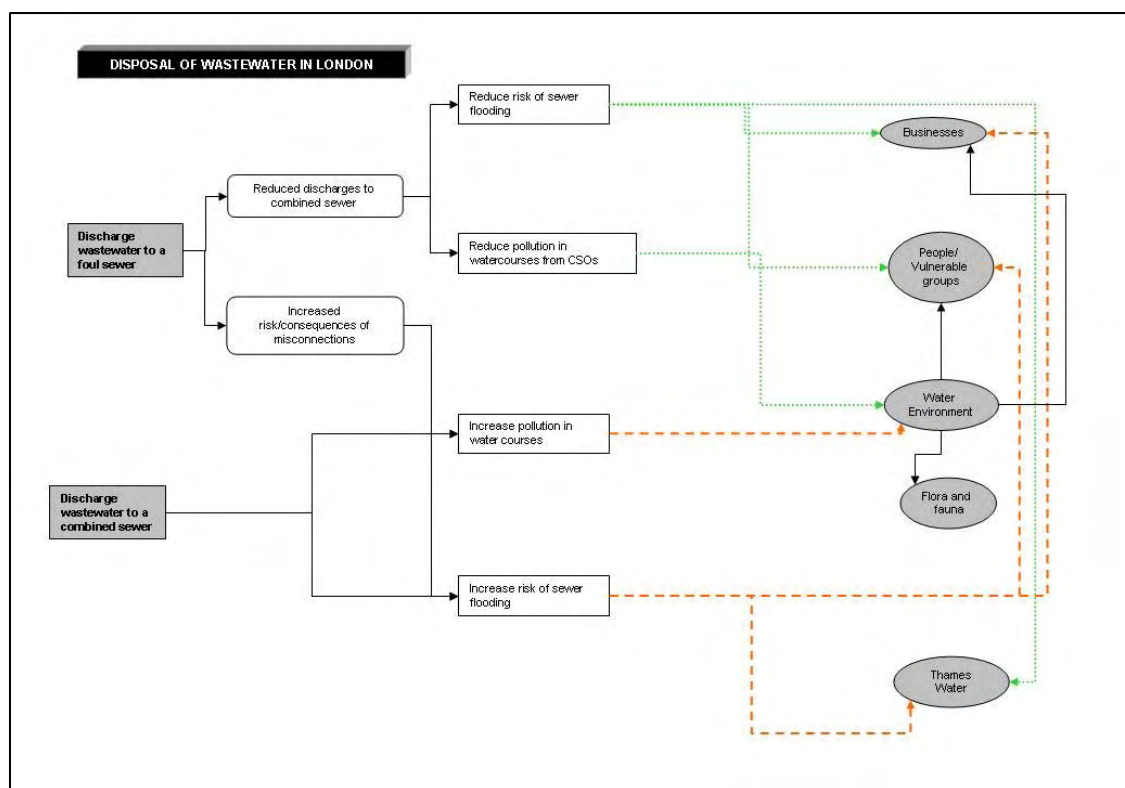 DISPOSAL OF WASTEWATER IN LONDON
Reduce risk of sewer
flooding
Businesses
Reduced discharges to
combined sewer
Discharge
wastewater to a
foul sewer
Reduce pollution in
watercourses from CSOs
People/
Vulnerable
groups
Increased
risk/consequences of
misconnections
Water
Environment
Increase pollution in
water courses
Discharge
wastewater to a
combined sewer
Flora and
fauna
Increase risk of sewer
flooding
Thames
Water